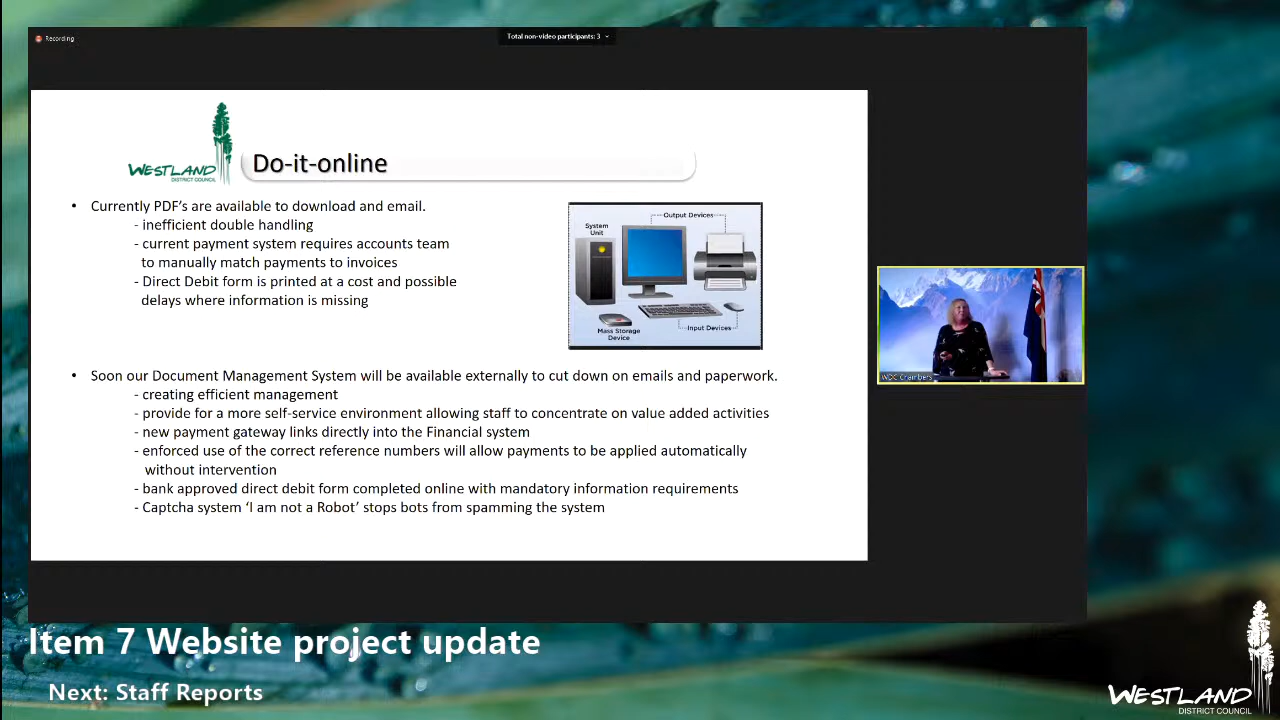 Recording
Total non-video participants: 3
WESTLAND
DISTRICT COUNCIL
Do-it-online
• Currently PDF's are available to download and email.
- inefficient double handling
- current payment system requires accounts team
to manually match payments to invoices
- Direct Debit form is printed at a cost and possible
delays where information is missing
Output Devices
System
Unit
Mass Storage
Device
Input Devices
• Soon our Document Management System will be available externally to cut down on emails and paperwork.
- creating efficient management
- provide for a more self-service environment allowing staff to concentrate on value added activities
- new payment gateway links directly into the Financial system
- enforced use of the correct reference numbers will allow payments to be applied automatically
without intervention
- bank approved direct debit form completed online with mandatory information requirements
- Captcha system ‘I am not a Robot’ stops bots from spamming the system
WDC Chambers
Item 7 Website project update
Next: Staff Reports
WESTLAND
DISTRICT COUNCIL